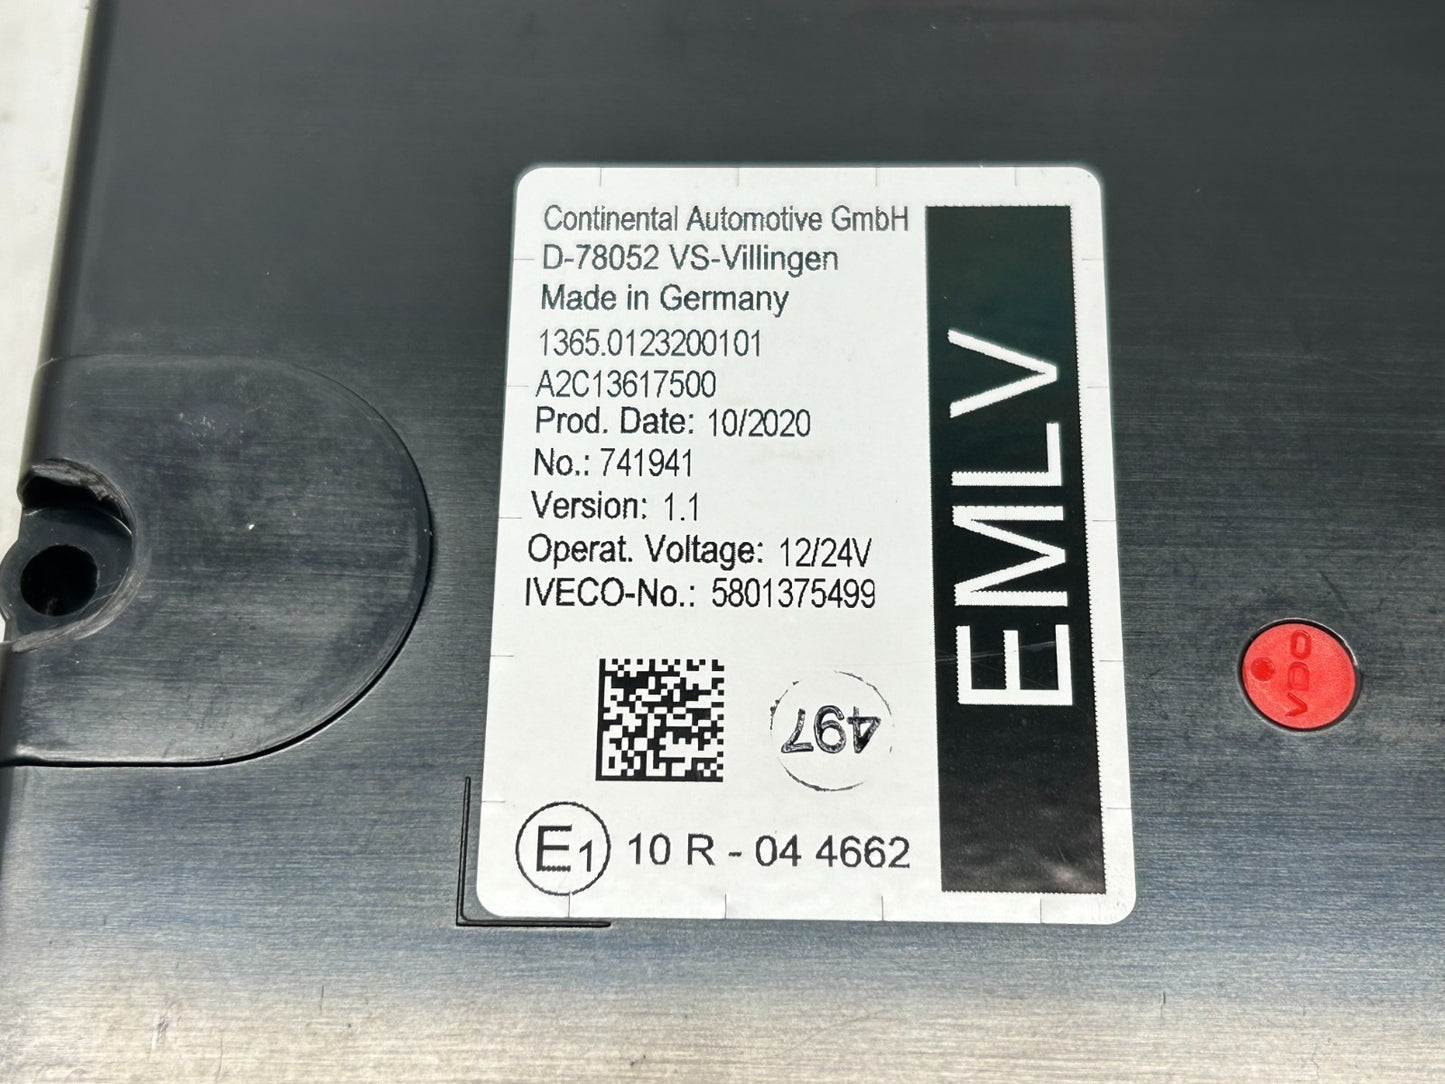 Continental Automotive GmbH
D-78052 VS-Villingen
Made in Germany
1365.0123200101
A2C13617500
Prod. Date: 10/2020
No.: 741941
Version: 1.1
Operat. Voltage: 12/24V
IVECO-No.: 5801375499
497
E1 10 R - 04 4662
EMLV
VDO